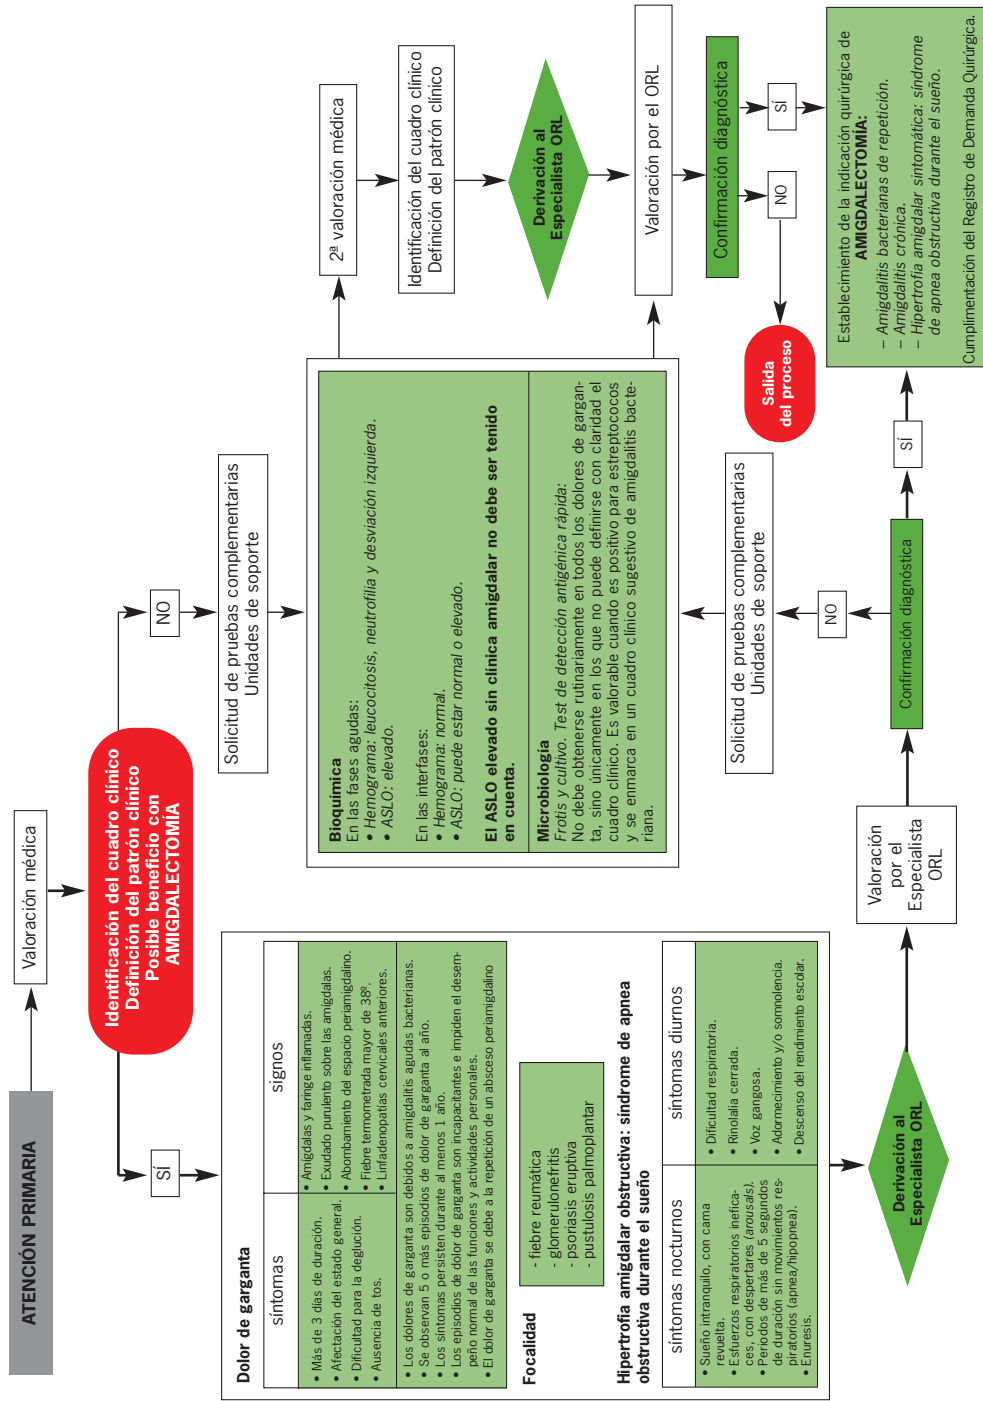 ATENCIÓN PRIMARIA
Valoración médica
Identificación del cuadro clínico
Definición del patrón clínico
Posible beneficio con
AMIGDALECTOMÍA
SÍ
NO
Dolor de garganta
síntomas
signos
• Más de 3 días de duración.
• Afectación del estado general.
• Dificultad para la deglución.
• Ausencia de tos.
• Amigdalas y faringe inflamadas.
• Exudado purulento sobre las amígdalas.
• Abombamiento del espacio periamigdalino.
• Fiebre termometrada mayor de 38º.
• Linfadenopatías cervicales anteriores.
• Los dolores de garganta son debidos a amigdalitis agudas bacterianas.
• Se observan 5 o más episodios de dolor de garganta al año.
• Los síntomas persisten durante al menos 1 año.
• Los episodios de dolor de garganta son incapacitantes e impiden el desem-
peño normal de las funciones y actividades personales.
• El dolor de garganta se debe a la repetición de un absceso periamigdalino
Focalidad
- fiebre reumática
- glomerulonefritis
- psoriasis eruptiva
- pustulosis palmoplantar
Hipertrofia amigdalar obstructiva: síndrome de apnea
obstructiva durante el sueño
síntomas nocturnos
síntomas diurnos
• Sueño intranquilo, con cama
revuelta.
• Esfuerzos respiratorios inefica-
ces, con despertares (arousals).
• Periodos de más de 5 segundos
de duración sin movimientos res-
piratorios (apnea/hipopnea).
• Enuresis.
• Dificultad respiratoria.
• Rinolalia cerrada.
• Voz gangosa.
• Adormecimiento y/o somnolencia.
• Descenso del rendimiento escolar.
Derivación al
Especialista ORL
Valoración
por el
Especialista
ORL
Confirmación diagnóstica
NO
SÍ
Solicitud de pruebas complementarias
Unidades de soporte
Solicitud de pruebas complementarias
Unidades de soporte
Bioquímica
En las fases agudas:
• Hemograma: leucocitosis, neutrofilia y desviación izquierda.
• ASLO: elevado.
En las interfases:
• Hemograma: normal.
• ASLO: puede estar normal o elevado.
El ASLO elevado sin clínica amigdalar no debe ser tenido
en cuenta.
Microbiología
Frotis y cultivo. Test de detección antigénica rápida:
No debe obtenerse rutinariamente en todos los dolores de gargan-
ta, sino únicamente en los que no puede definirse con claridad el
cuadro clínico. Es valorable cuando es positivo para estreptococos
y se enmarca en un cuadro clínico sugestivo de amigdalitis bacte-
riana.
2ª valoración médica
Identificación del cuadro clínico
Definición del patrón clínico
Derivación al
Especialista ORL
Valoración por el ORL
Confirmación diagnóstica
NO
SÍ
Salida
del proceso
Establecimiento de la indicación quirúrgica de
AMIGDALECTOMÍA:
– Amigdalitis bacterianas de repetición.
– Amigdalitis crónica.
– Hipertrofia amigdalar sintomática: síndrome
de apnea obstructiva durante el sueño.
Cumplimentación del Registro de Demanda Quirúrgica.